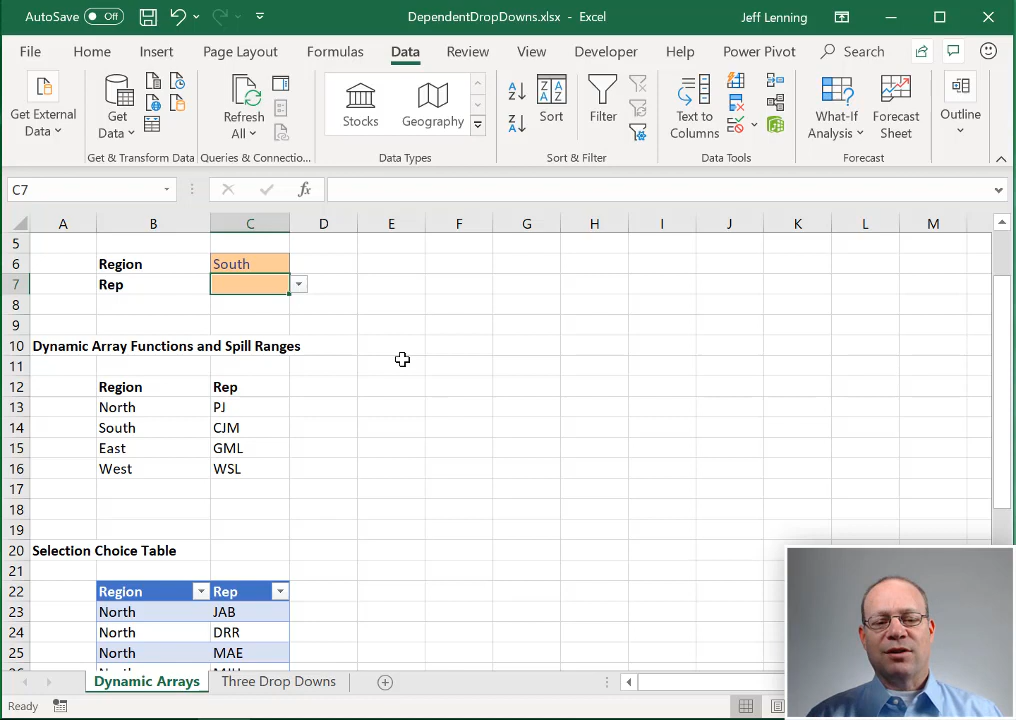 AutoSave Off
DependentDropDowns.xlsx - Excel
Jeff Lenning
File Home Insert Page Layout Formulas Data Review View Developer Help Power Pivot Search
Get External Data
Get Data
Refresh All
Stocks
Geography
Sort
Filter
Text to Columns
What-If Analysis
Forecast Sheet
Outline
Get & Transform Data
Queries & Connectio...
Data Types
Sort & Filter
Data Tools
Forecast
C7
fx
A B C D E F G H I J K L M
5
6 Region South
7 Rep
8
9
10 Dynamic Array Functions and Spill Ranges
11
12 Region Rep
13 North PJ
14 South CJM
15 East GML
16 West WSL
17
18
19
20 Selection Choice Table
21
22 Region Rep
23 North JAB
24 North DRR
25 North MAE
Dynamic Arrays
Three Drop Downs
Ready